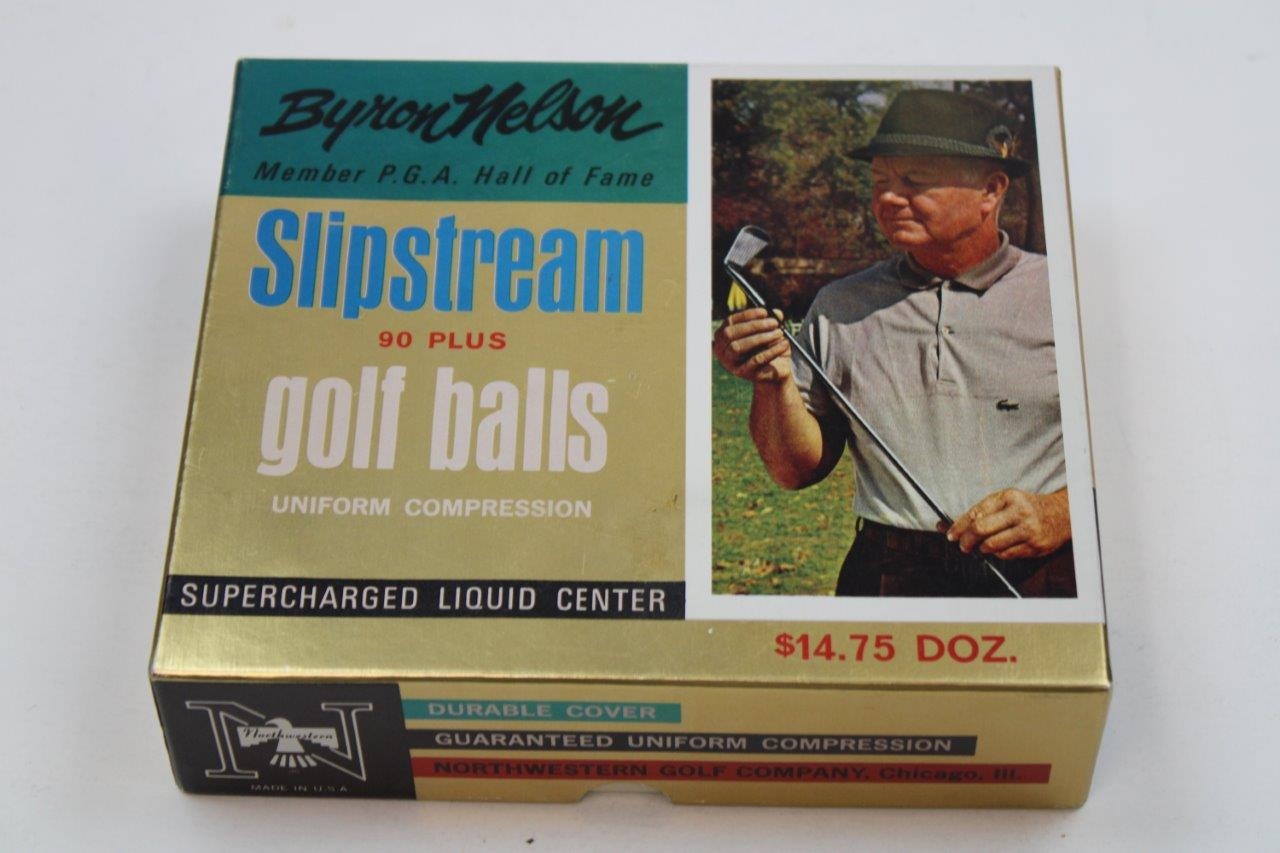 Byron Nelson
Member P.G.A. Hall of Fame
Slipstream
90 PLUS
golf balls
UNIFORM COMPRESSION
SUPERCHARGED LIQUID CENTER
$14.75 DOZ.
N
Northwestern
MADE IN U.S.A
DURABLE COVER
GUARANTEED UNIFORM COMPRESSION
NORTHWESTERN GOLF COMPANY, Chicago, Ill.